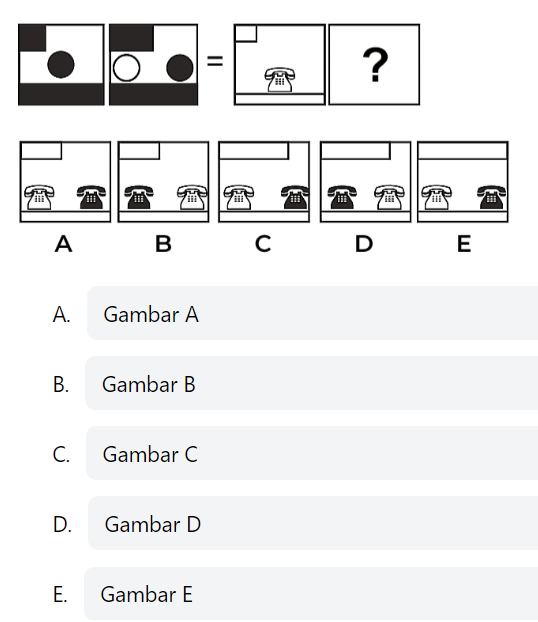 = ?
A B C D E
A. Gambar A
B. Gambar B
C. Gambar C
D. Gambar D
E. Gambar E